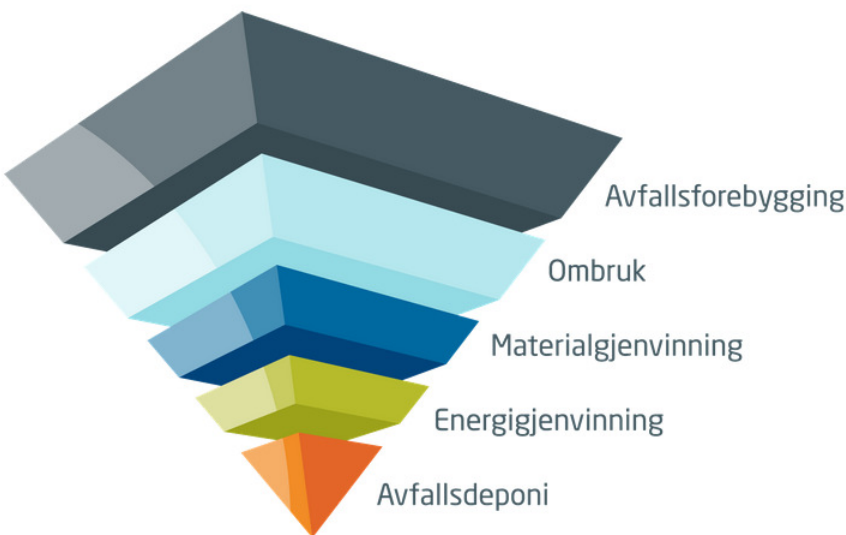 Avfallsforebygging
Ombruk
Materialgjenvinning
Energigjenvinning
Avfallsdeponi